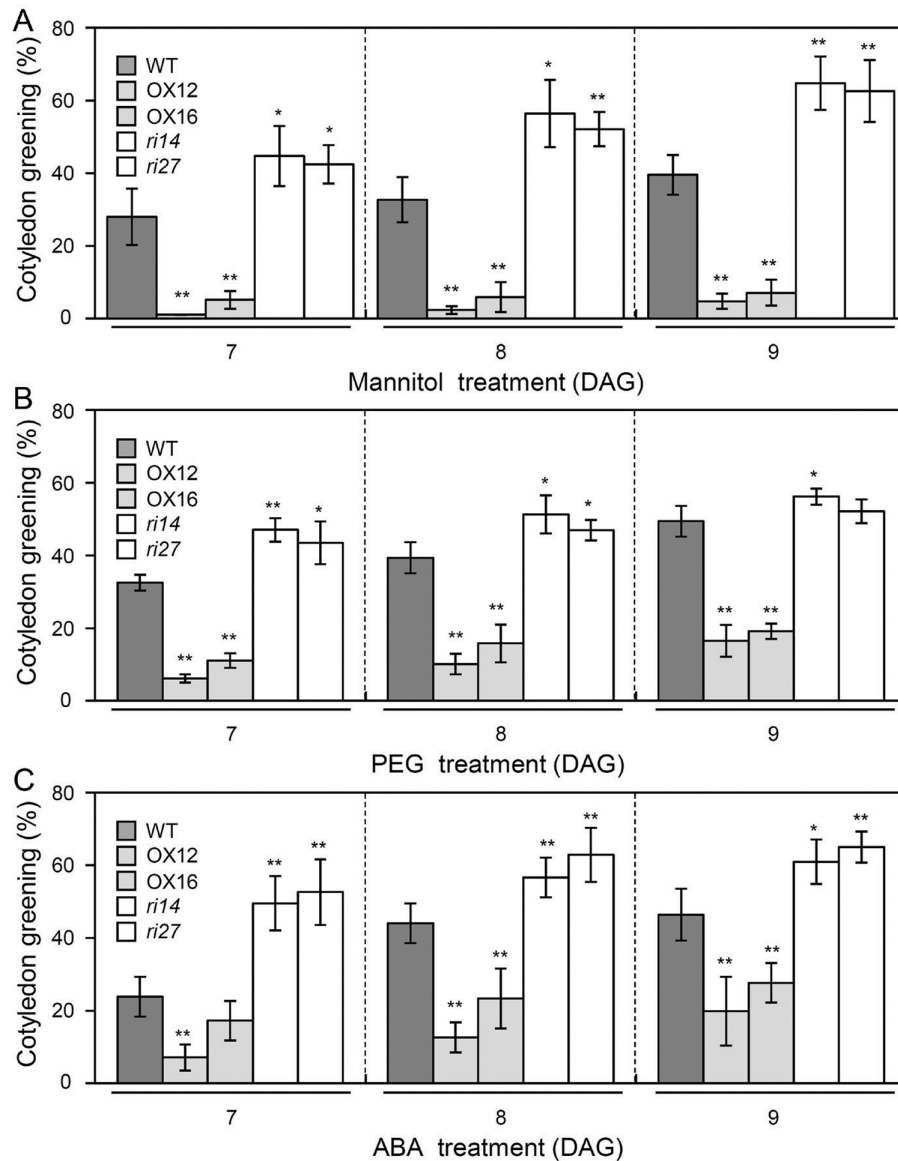 A
Cotyledon greening (%)
80
60
40
20
0
WT
OX12
OX16
ri14
ri27
** ** * *
** ** * **
** ** ** **
7 8 9
Mannitol treatment (DAG)
B
Cotyledon greening (%)
80
60
40
20
0
WT
OX12
OX16
ri14
ri27
** ** ** *
** ** * *
** ** *
7 8 9
PEG treatment (DAG)
C
Cotyledon greening (%)
80
60
40
20
0
WT
OX12
OX16
ri14
ri27
** ** **
** ** ** **
** ** * **
7 8 9
ABA treatment (DAG)